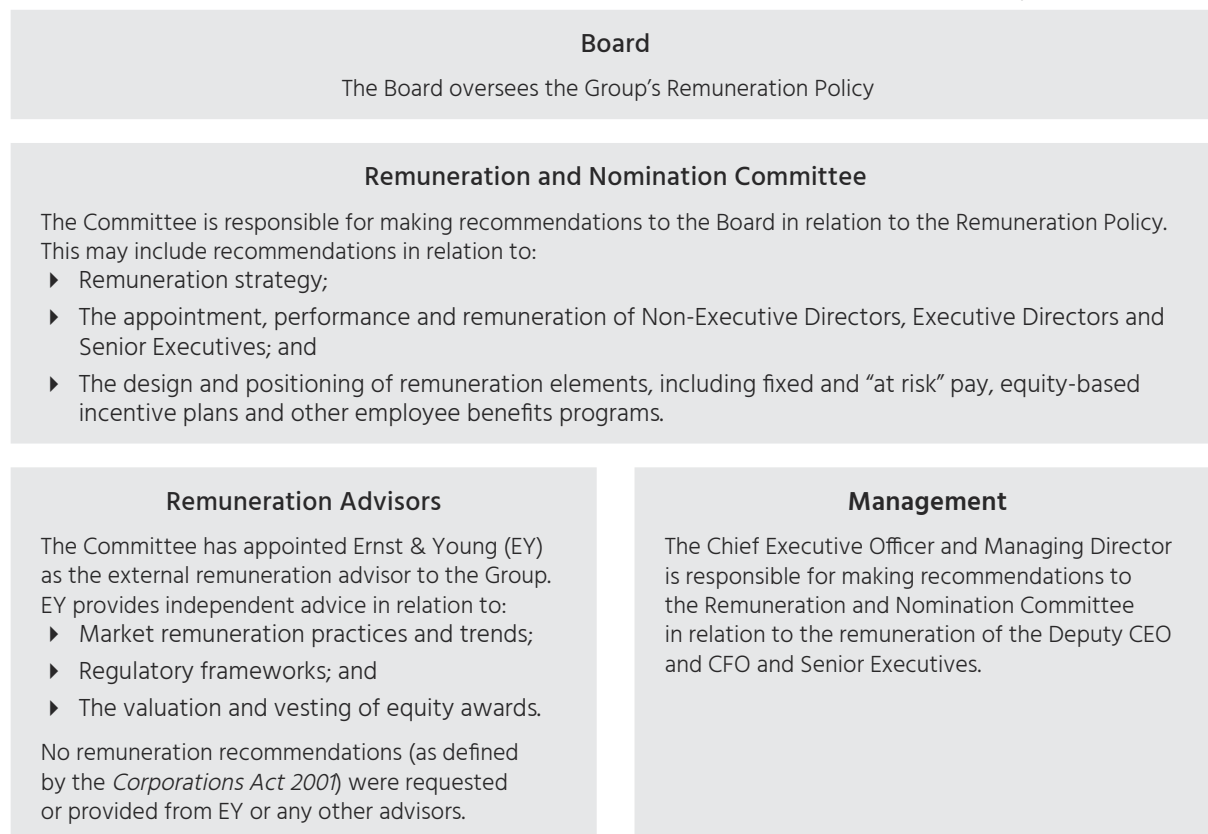 Board
The Board oversees the Group's Remuneration Policy
Remuneration and Nomination Committee
The Committee is responsible for making recommendations to the Board in relation to the Remuneration Policy.
This may include recommendations in relation to:
Remuneration strategy;
The appointment, performance and remuneration of Non-Executive Directors, Executive Directors and
Senior Executives; and
The design and positioning of remuneration elements, including fixed and “at risk” pay, equity-based
incentive plans and other employee benefits programs.
Remuneration Advisors
The Committee has appointed Ernst & Young (EY)
as the external remuneration advisor to the Group.
EY provides independent advice in relation to:
Market remuneration practices and trends;
Regulatory frameworks; and
The valuation and vesting of equity awards.
No remuneration recommendations (as defined
by the Corporations Act 2001) were requested
or provided from EY or any other advisors.
Management
The Chief Executive Officer and Managing Director
is responsible for making recommendations to
the Remuneration and Nomination Committee
in relation to the remuneration of the Deputy CEO
and CFO and Senior Executives.